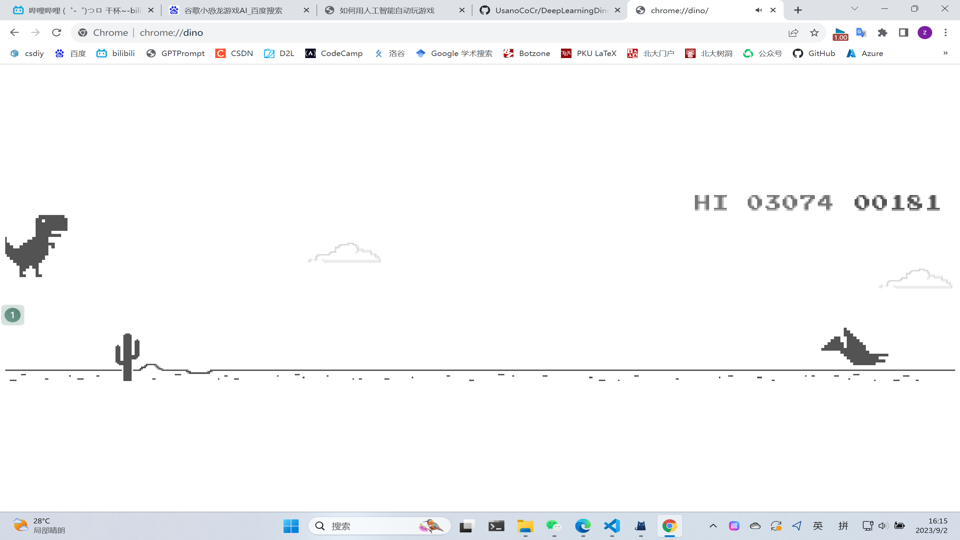 哔哩哔哩 (゜-゜)つロ 干杯~-bili
谷歌小恐龙游戏AI_百度搜索
如何用人工智能自动玩游戏
UsanoCoCr/DeepLearningDin
chrome://dino/
Chrome | chrome://dino
1.00
z
csdiy
百度
bilibili
GPTPrompt
CSDN
D2L
CodeCamp
洛谷
Google 学术搜索
Botzone
PKU LaTeX
北大门户
北大树洞
公众号
GitHub
Azure
»
HI 03074 00181
1
28°C
局部晴朗
搜索
英
拼
16:15
2023/9/2